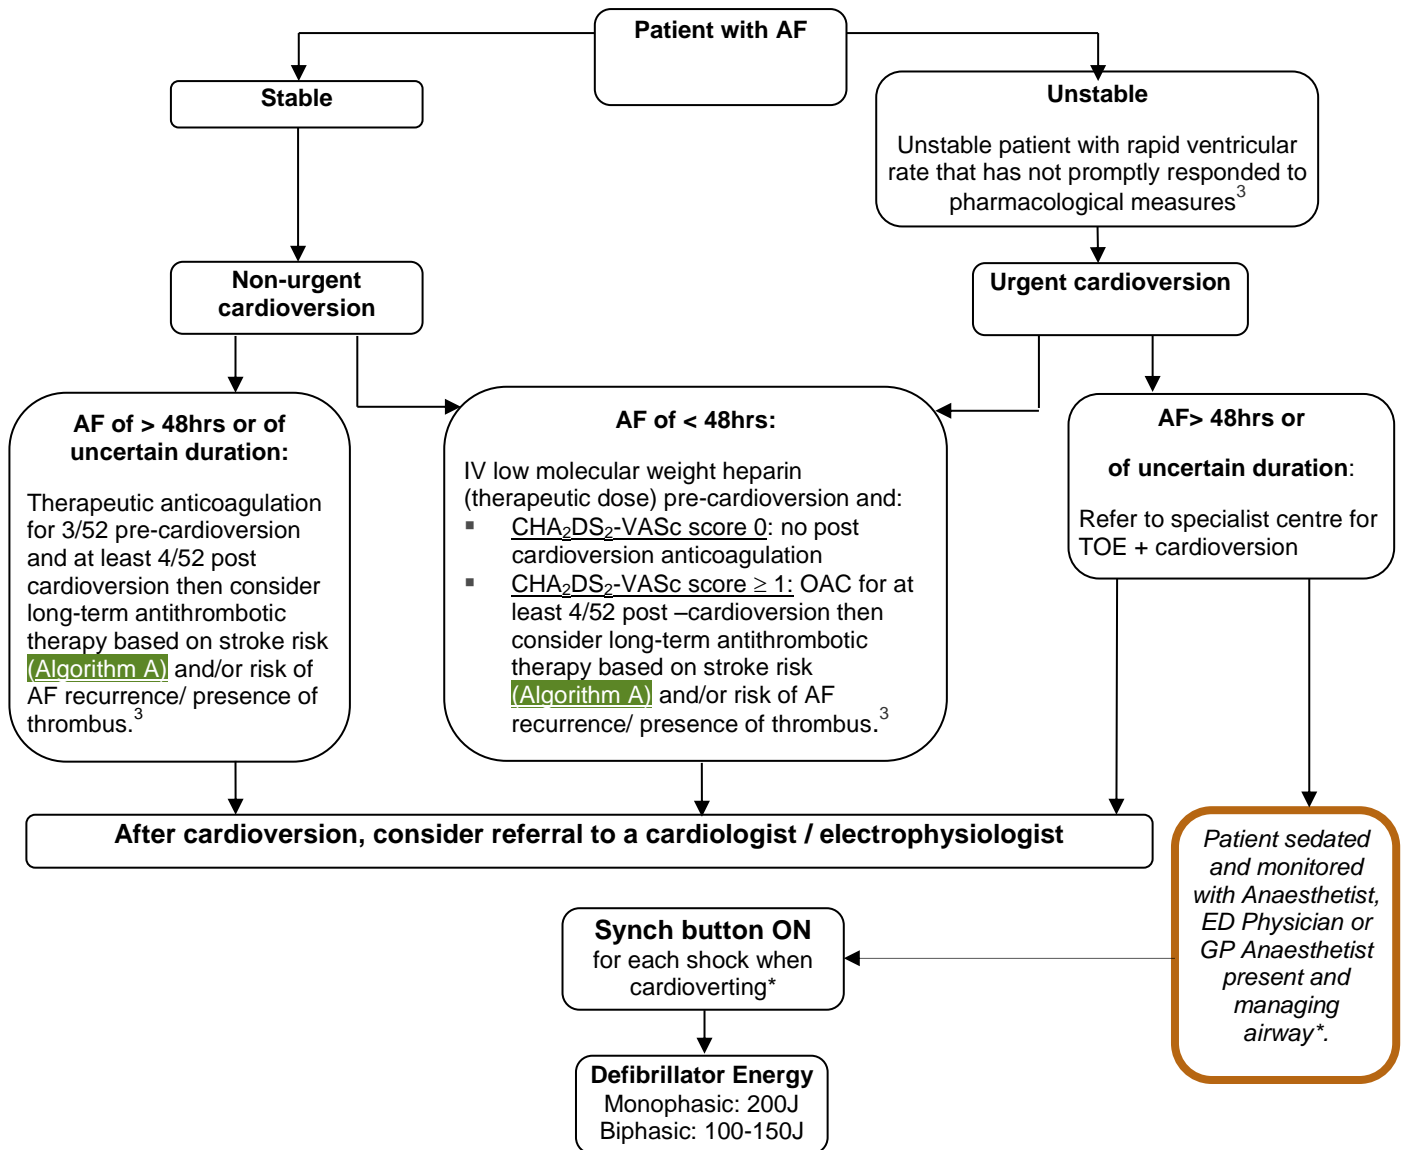 Patient with AF
Stable
Unstable
Unstable patient with rapid ventricular
rate that has not promptly responded to
pharmacological measures³
Non-urgent
cardioversion
Urgent cardioversion
AF of > 48hrs or of
uncertain duration:
Therapeutic anticoagulation
for 3/52 pre-cardioversion
and at least 4/52 post
cardioversion then consider
long-term antithrombotic
therapy based on stroke risk
(Algorithm A) and/or risk of
AF recurrence/ presence of
thrombus.³
AF of < 48hrs:
IV low molecular weight heparin
(therapeutic dose) pre-cardioversion and:
▪ CHA₂DS₂-VASc score 0: no post
cardioversion anticoagulation
▪ CHA₂DS₂-VASc score ≥ 1: OAC for at
least 4/52 post –cardioversion then
consider long-term antithrombotic
therapy based on stroke risk
(Algorithm A) and/or risk of AF
recurrence/ presence of thrombus.³
AF> 48hrs or
of uncertain duration:
Refer to specialist centre for
TOE + cardioversion
After cardioversion, consider referral to a cardiologist / electrophysiologist
Patient sedated
and monitored
with Anaesthetist,
ED Physician or
GP Anaesthetist
present and
managing
airway*.
Synch button ON
for each shock when
cardioverting*
Defibrillator Energy
Monophasic: 200J
Biphasic: 100-150J